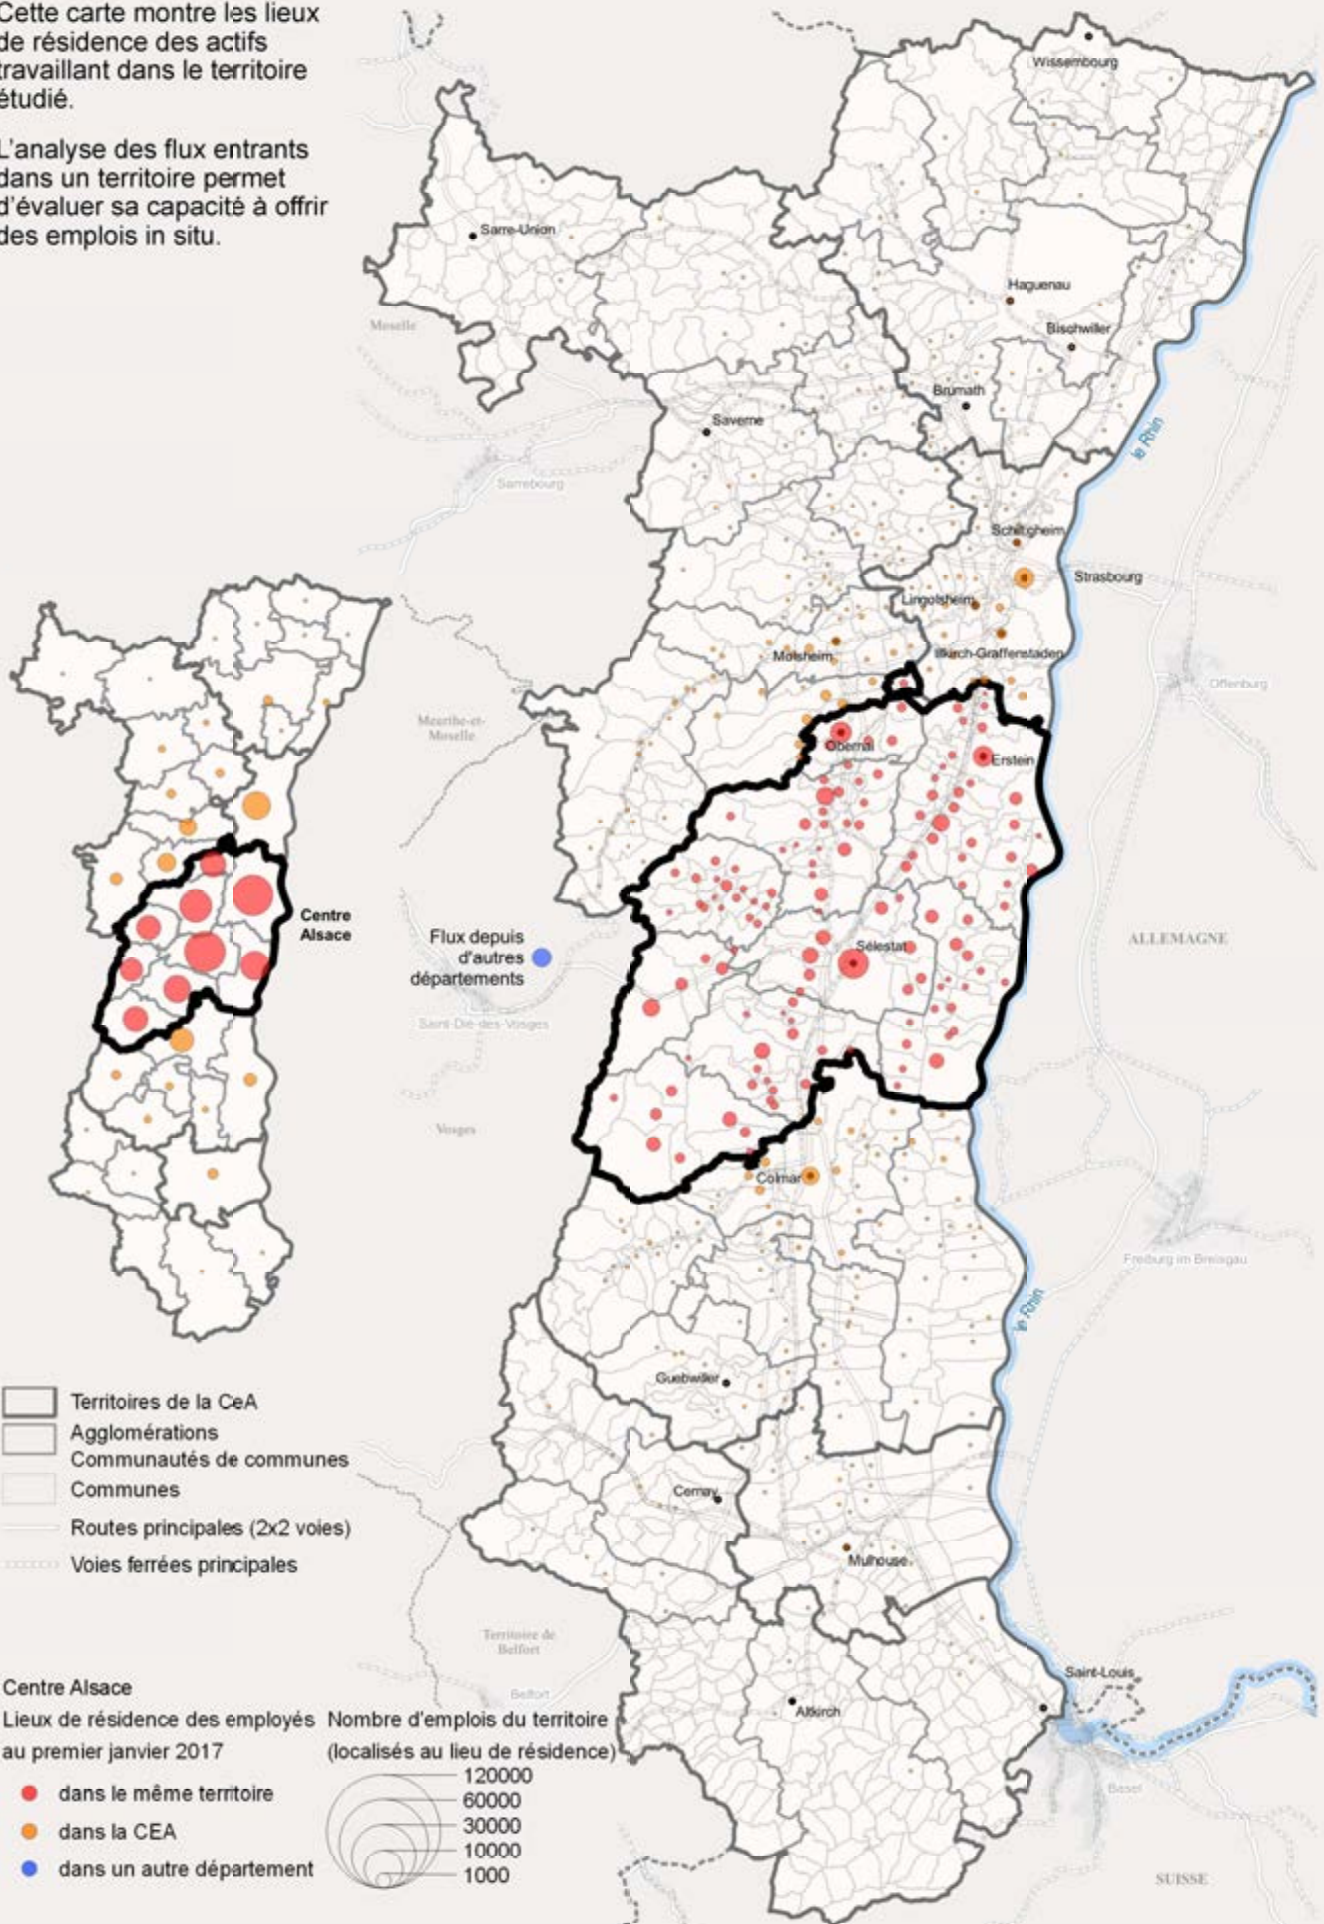 Cette carte montre les lieux
de résidence des actifs
travaillant dans le territoire
étudié.
L'analyse des flux entrants
dans un territoire permet
d'évaluer sa capacité à offrir
des emplois in situ.
Wissembourg
Sarre-Union
Haguenau
Moselle
Bischwiller
Brumath
Saverne
le Rhin
Sarrebourg
Schiltigheim
Strasbourg
Lingolsheim
Molsheim
Illkirch-Graffenstaden
Offenburg
Meurthe-et-
Moselle
Obernai
Erstein
Centre
Alsace
Flux depuis
d'autres
départements
Sélestat
ALLEMAGNE
Saint-Dié-des-Vosges
Vosges
Colmar
Freiburg im Breisgau
le Rhin
Guebwiller
Territoires de la CeA
Agglomérations
Communautés de communes
Communes
Routes principales (2x2 voies)
Voies ferrées principales
Cernay
Mulhouse
Territoire de
Belfort
Belfort
Saint-Louis
Altkirch
Basel
SUISSE
Centre Alsace
Lieux de résidence des employés
au premier janvier 2017
dans le même territoire
dans la CEA
dans un autre département
Nombre d'emplois du territoire
(localisés au lieu de résidence)
120000
60000
30000
10000
1000